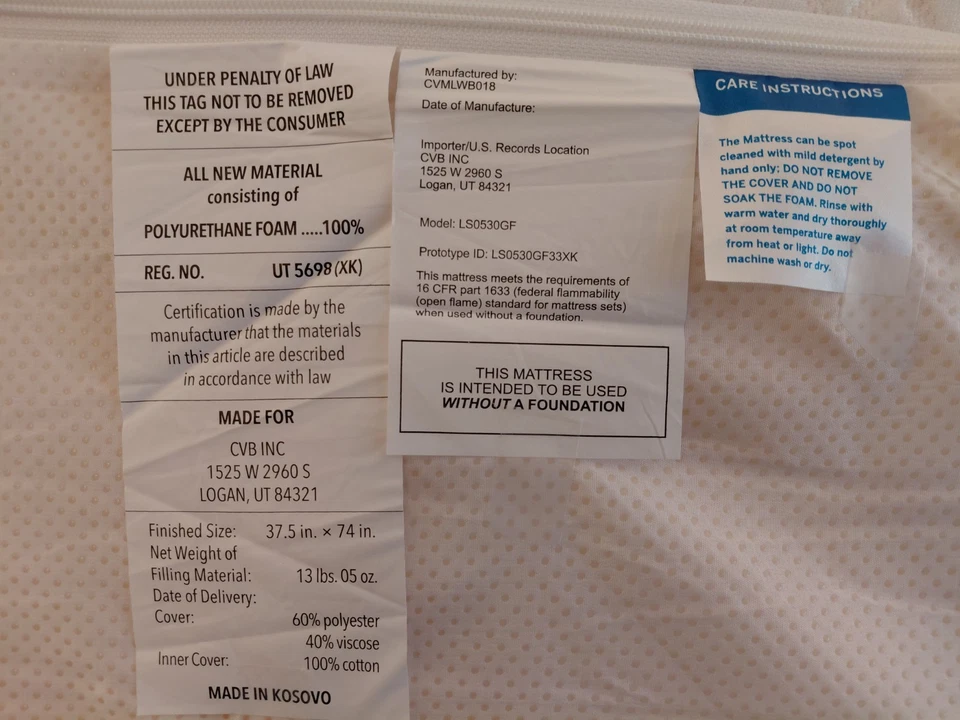 UNDER PENALTY OF LAW
THIS TAG NOT TO BE REMOVED
EXCEPT BY THE CONSUMER
ALL NEW MATERIAL
consisting of
POLYURETHANE FOAM .....100%
REG. NO. UT 5698 (XK)
Certification is made by the
manufacturer that the materials
in this article are described
in accordance with law
MADE FOR
CVB INC
1525 W 2960 S
LOGAN, UT 84321
Finished Size: 37.5 in. × 74 in.
Net Weight of
Filling Material: 13 lbs. 05 oz.
Date of Delivery:
Cover: 60% polyester
40% viscose
Inner Cover: 100% cotton
MADE IN KOSOVO
Manufactured by:
CVMLWB018
Date of Manufacture:
Importer/U.S. Records Location
CVB INC
1525 W 2960 S
Logan, UT 84321
Model: LS0530GF
Prototype ID: LS0530GF33XK
This mattress meets the requirements of
16 CFR part 1633 (federal flammability
(open flame) standard for mattress sets)
when used without a foundation.
THIS MATTRESS
IS INTENDED TO BE USED
WITHOUT A FOUNDATION
CARE INSTRUCTIONS
The Mattress can be spot
cleaned with mild detergent by
hand only; DO NOT REMOVE
THE COVER AND DO NOT
SOAK THE FOAM. Rinse with
warm water and dry thoroughly
at room temperature away
from heat or light. Do not
machine wash or dry.